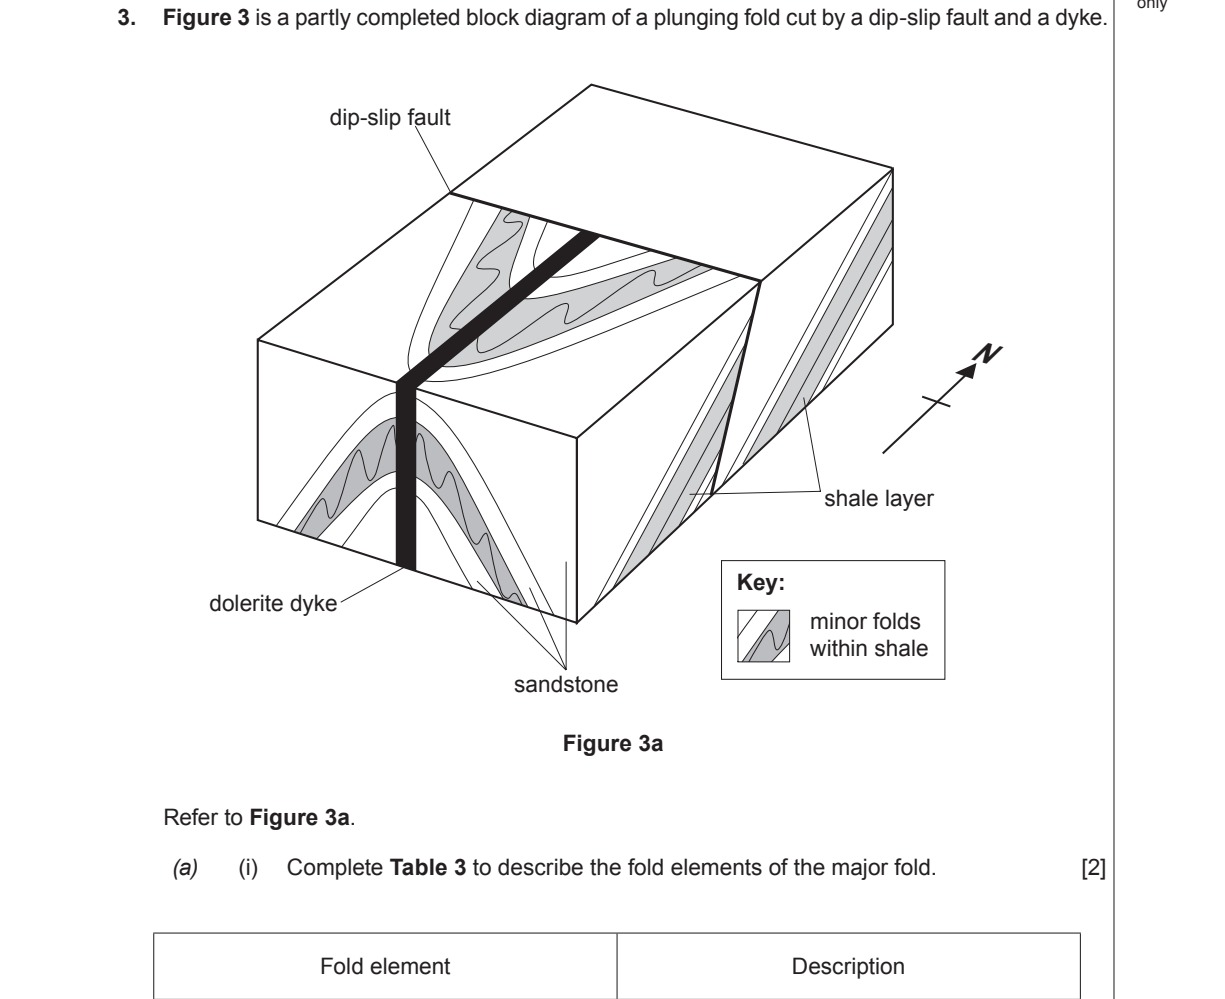 only
3. Figure 3 is a partly completed block diagram of a plunging fold cut by a dip-slip fault and a dyke.
dip-slip fault
N
shale layer
Key:
minor folds
within shale
dolerite dyke
sandstone
Figure 3a
Refer to Figure 3a.
(a) (i) Complete Table 3 to describe the fold elements of the major fold. [2]
Fold element Description